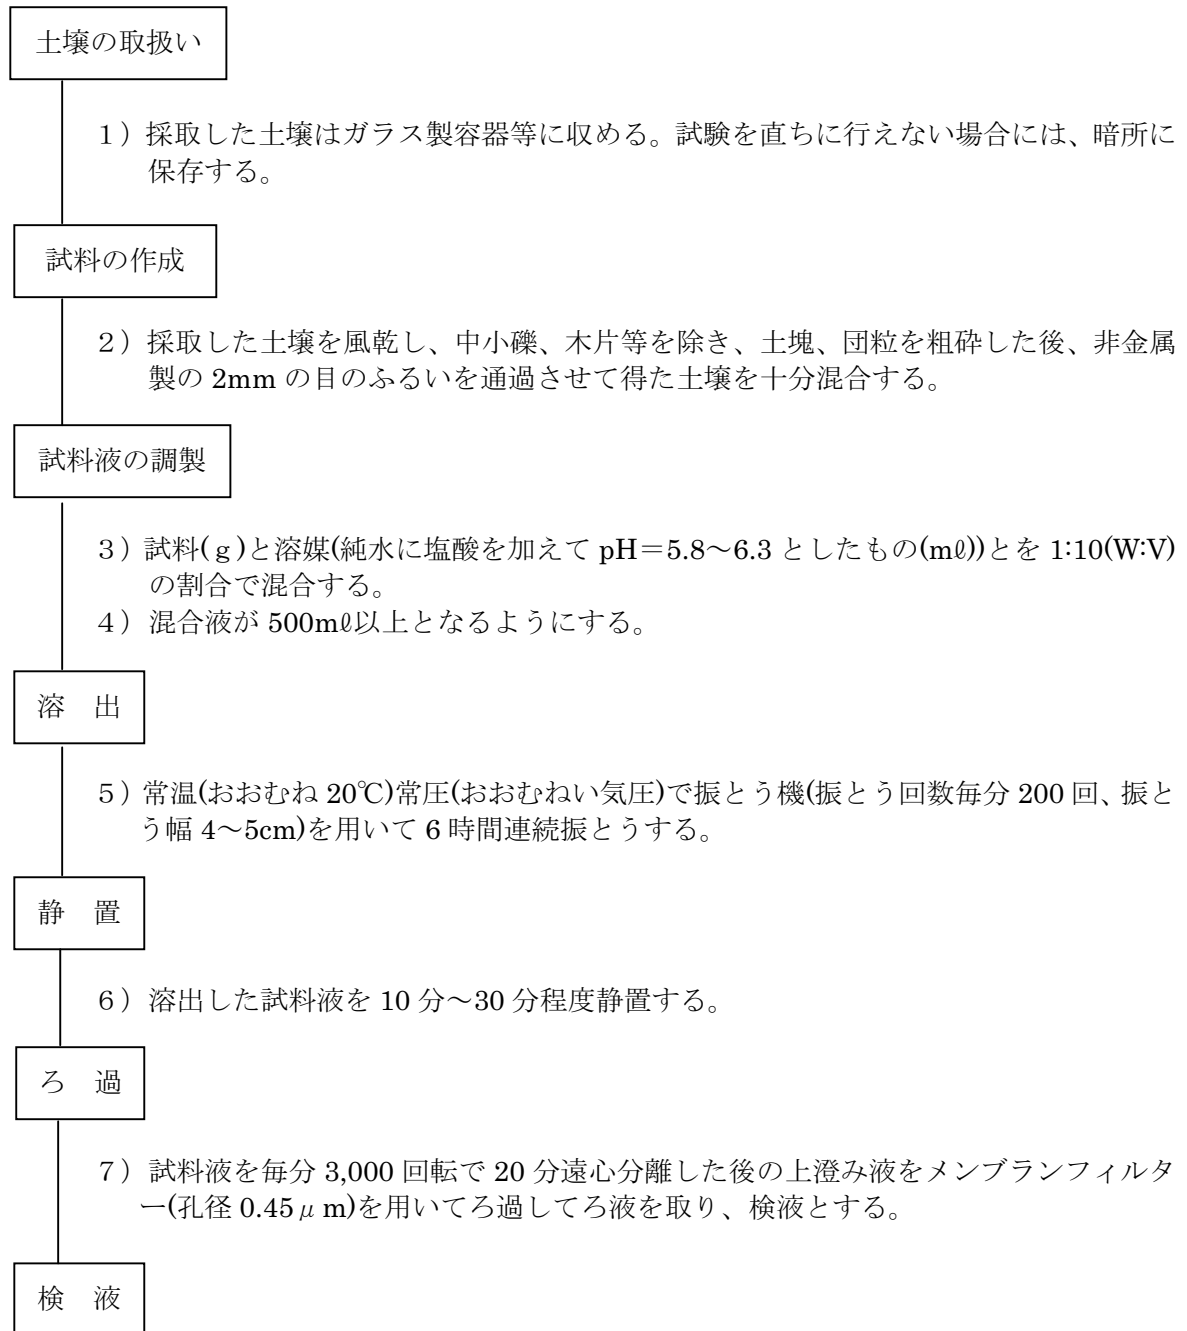 土壌の取扱い
1）採取した土壌はガラス製容器等に収める。試験を直ちに行えない場合には、暗所に
保存する。
試料の作成
2）採取した土壌を風乾し、中小礫、木片等を除き、土塊、団粒を粗砕した後、非金属
製の 2mm の目のふるいを通過させて得た土壌を十分混合する。
試料液の調製
3）試料(ｇ)と溶媒(純水に塩酸を加えて pH＝5.8～6.3 としたもの(mℓ))とを 1:10(W:V)
の割合で混合する。
4）混合液が 500mℓ以上となるようにする。
溶　出
5）常温(おおむね 20℃)常圧(おおむねい気圧)で振とう機(振とう回数毎分 200 回、振と
う幅 4～5cm)を用いて 6 時間連続振とうする。
静　置
6）溶出した試料液を 10 分～30 分程度静置する。
ろ　過
7）試料液を毎分 3,000 回転で 20 分遠心分離した後の上澄み液をメンブランフィルタ
ー(孔径 0.45μｍ)を用いてろ過してろ液を取り、検液とする。
検　液